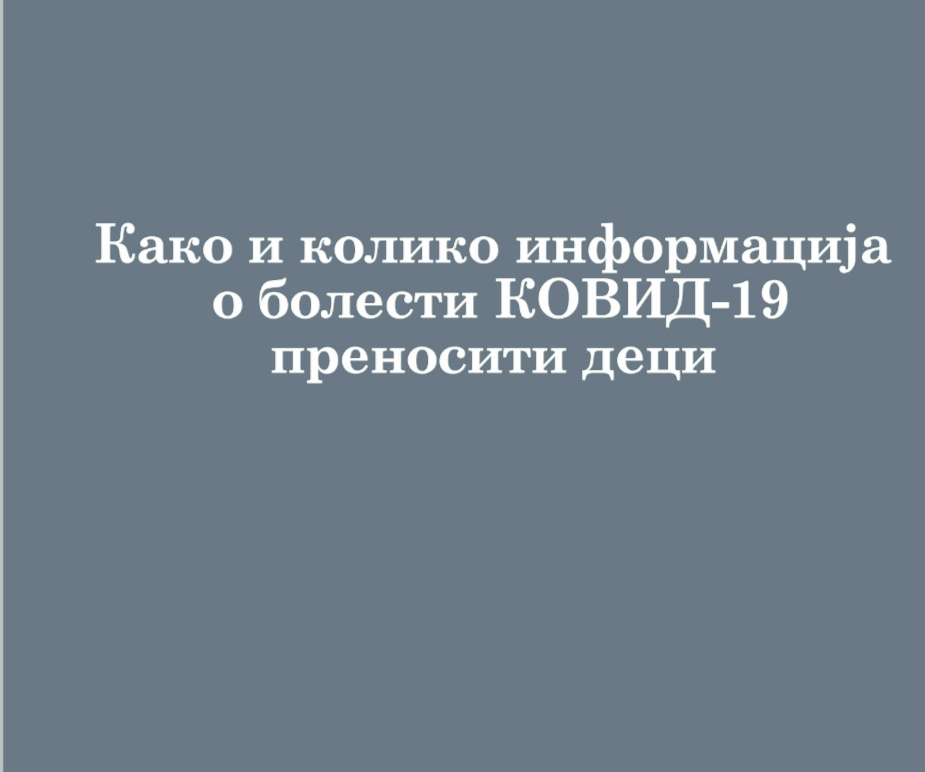 Како и колико информација
о болести КОВИД-19
преносити деци